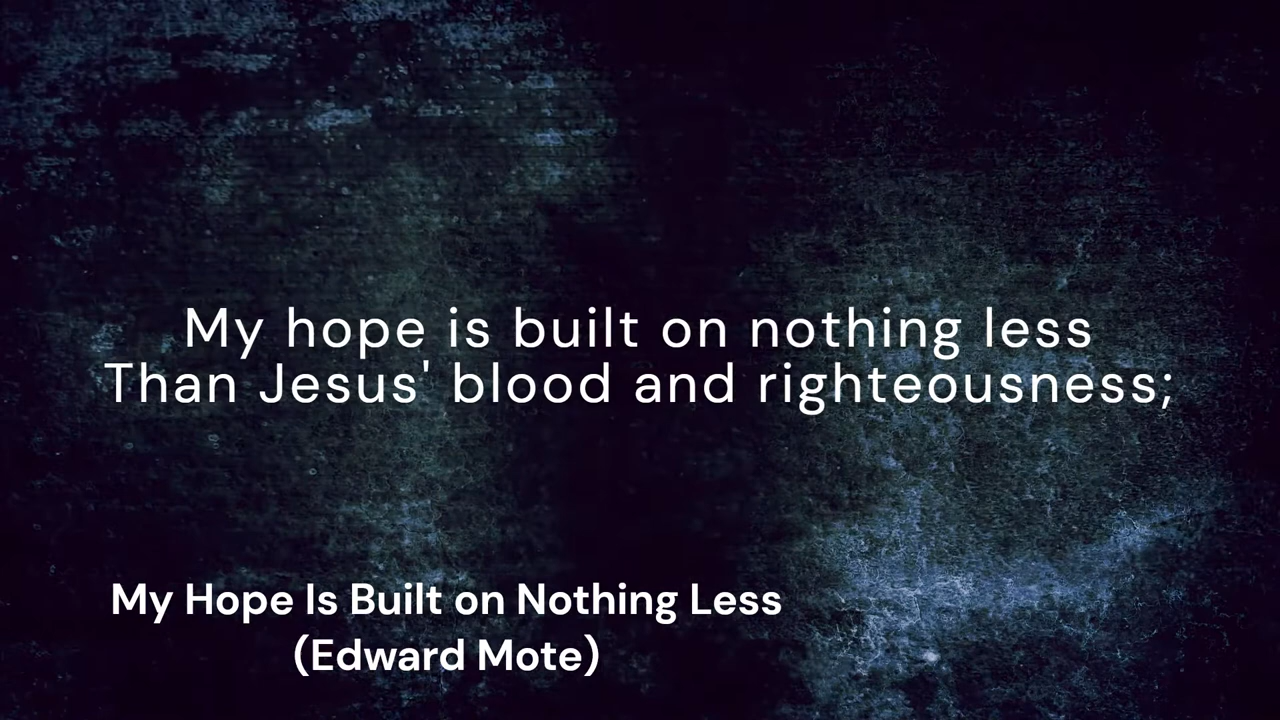 My hope is built on nothing less
Than Jesus' blood and righteousness;
My Hope Is Built on Nothing Less
(Edward Mote)